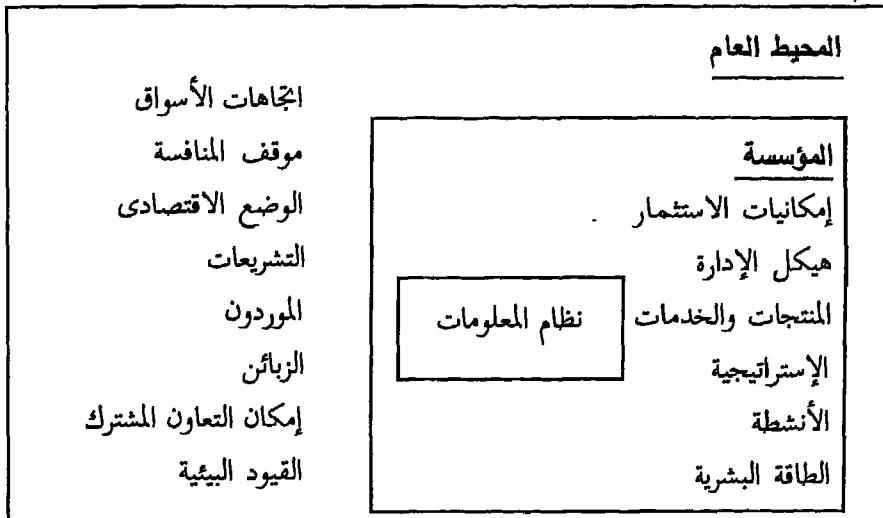 المحيط العام
المؤسسة
إمكانيات الاستثمار
هيكل الإدارة
المنتجات والخدمات
الإستراتيجية
الأنشطة
الطاقة البشرية
نظام المعلومات
اتجاهات الأسواق
موقف المنافسة
الوضع الاقتصادى
التشريعات
الموردون
الزبائن
إمكان التعاون المشترك
القيود البيئية